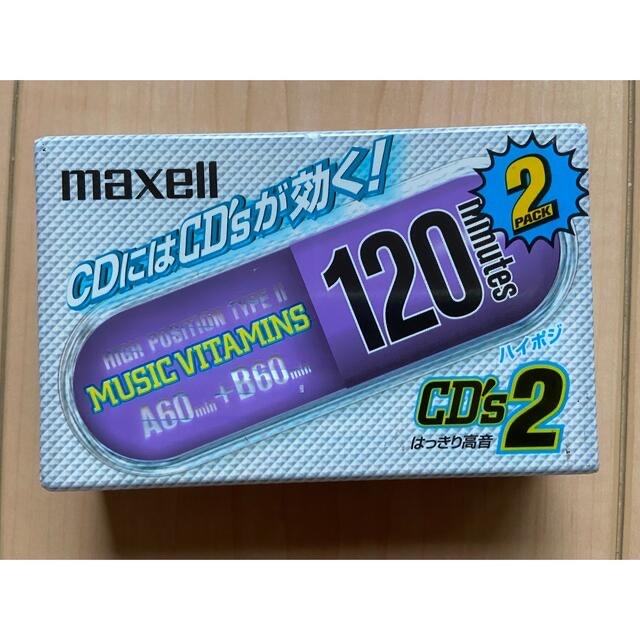 maxell
CDにはCD'sが効く!
2
PACK
120
Minutes
HIGH POSITION TYPE II
MUSIC VITAMINS
A60min+B60min
ハイポジ
CD's2
はっきり高音